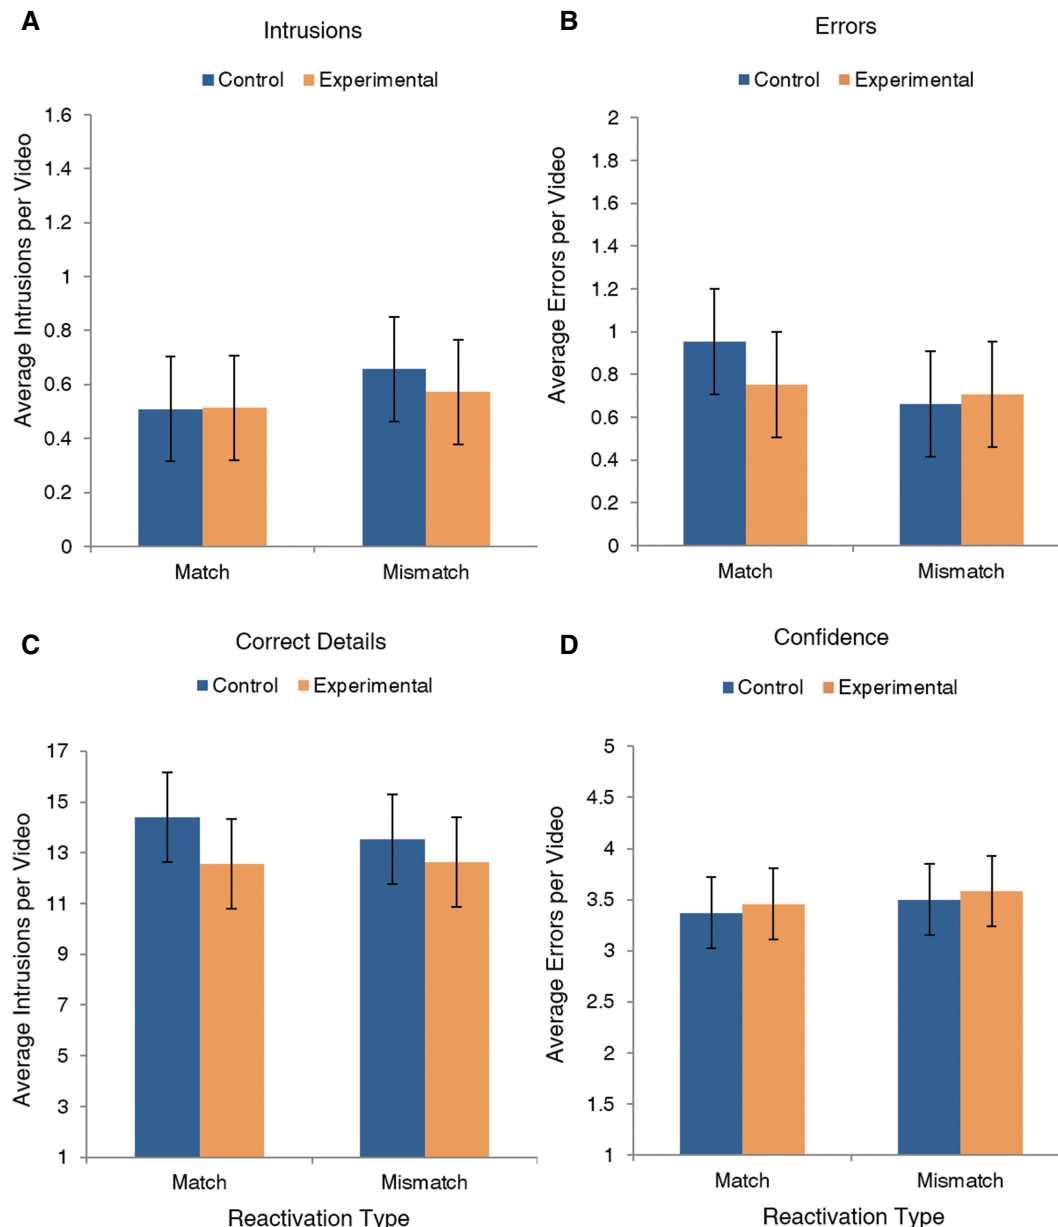 A
Intrusions
Control Experimental
Average Intrusions per Video
1.6
1.4
1.2
1
0.8
0.6
0.4
0.2
0
Match Mismatch
B
Errors
Control Experimental
Average Errors per Video
2
1.8
1.6
1.4
1.2
1
0.8
0.6
0.4
0.2
0
Match Mismatch
C
Correct Details
Control Experimental
Average Intrusions per Video
17
15
13
11
9
7
5
3
1
Match Mismatch
Reactivation Type
D
Confidence
Control Experimental
Average Errors per Video
5
4.5
4
3.5
3
2.5
2
1.5
1
Match Mismatch
Reactivation Type